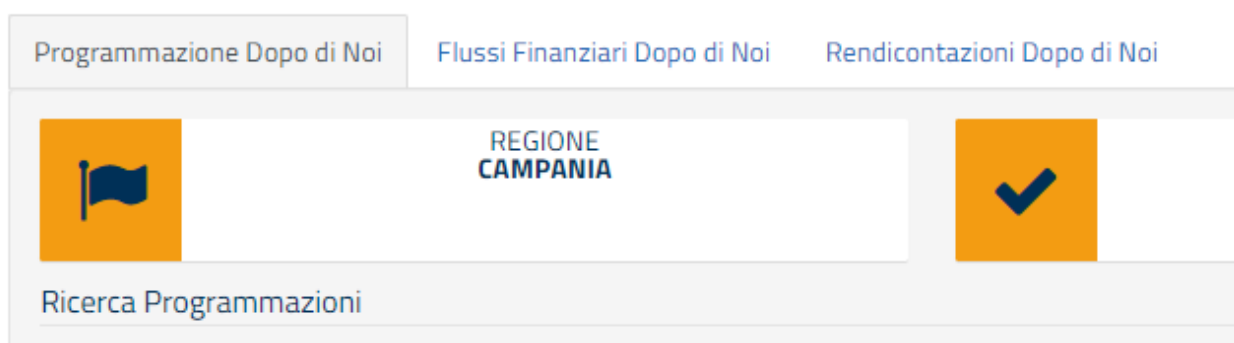 Programmazione Dopo di Noi Flussi Finanziari Dopo di Noi Rendicontazioni Dopo di Noi
REGIONE
CAMPANIA
Ricerca Programmazioni